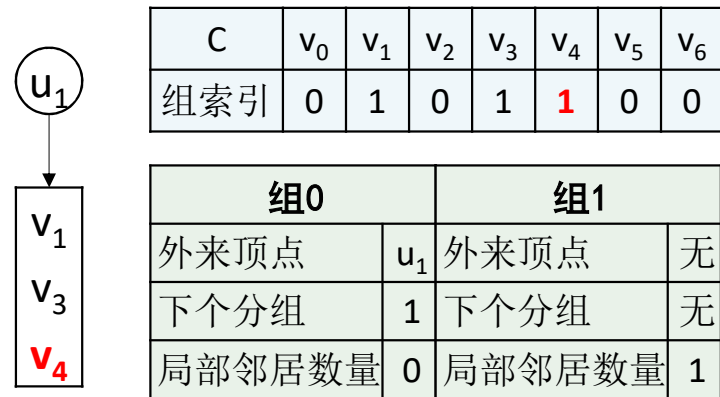 u₁
v₁
v₃
v₄
C v₀ v₁ v₂ v₃ v₄ v₅ v₆
组索引 0 1 0 1 1 0 0
组0 组1
外来顶点 u₁ 外来顶点 无
下个分组 1 下个分组 无
局部邻居数量 0 局部邻居数量 1